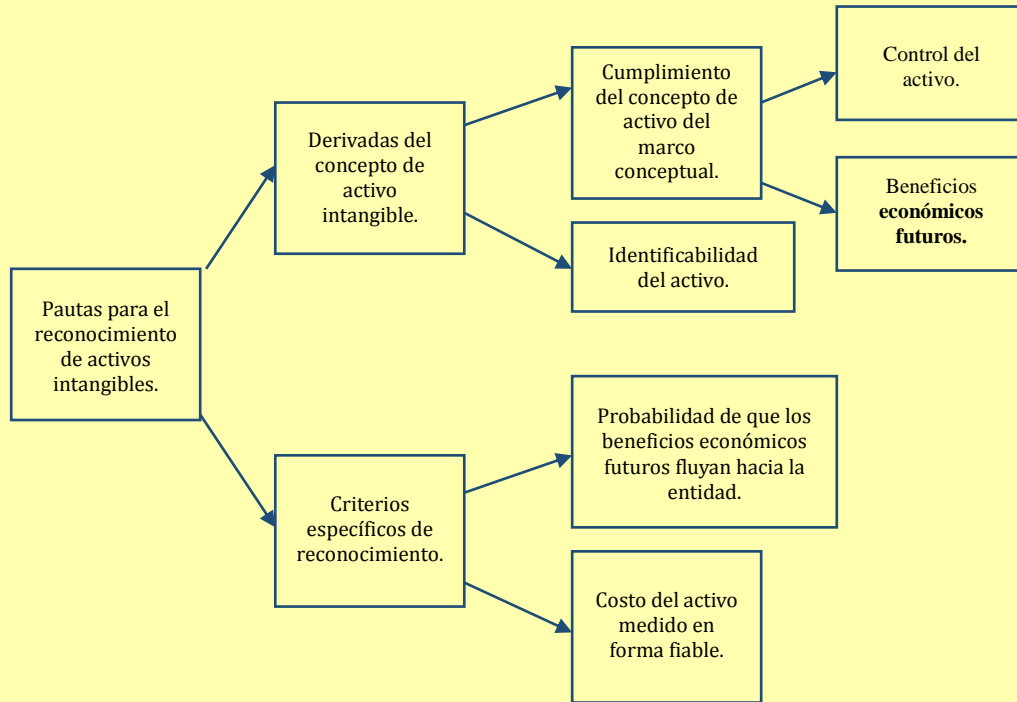 Pautas para el
reconocimiento
de activos
intangibles.
Derivadas del
concepto de
activo
intangible.
Cumplimiento
del concepto de
activo del
marco
conceptual.
Control del
activo.
Beneficios
económicos
futuros.
Identificabilidad
del activo.
Criterios
específicos de
reconocimiento.
Probabilidad de que los
beneficios económicos
futuros fluyan hacia la
entidad.
Costo del activo
medido en
forma fiable.